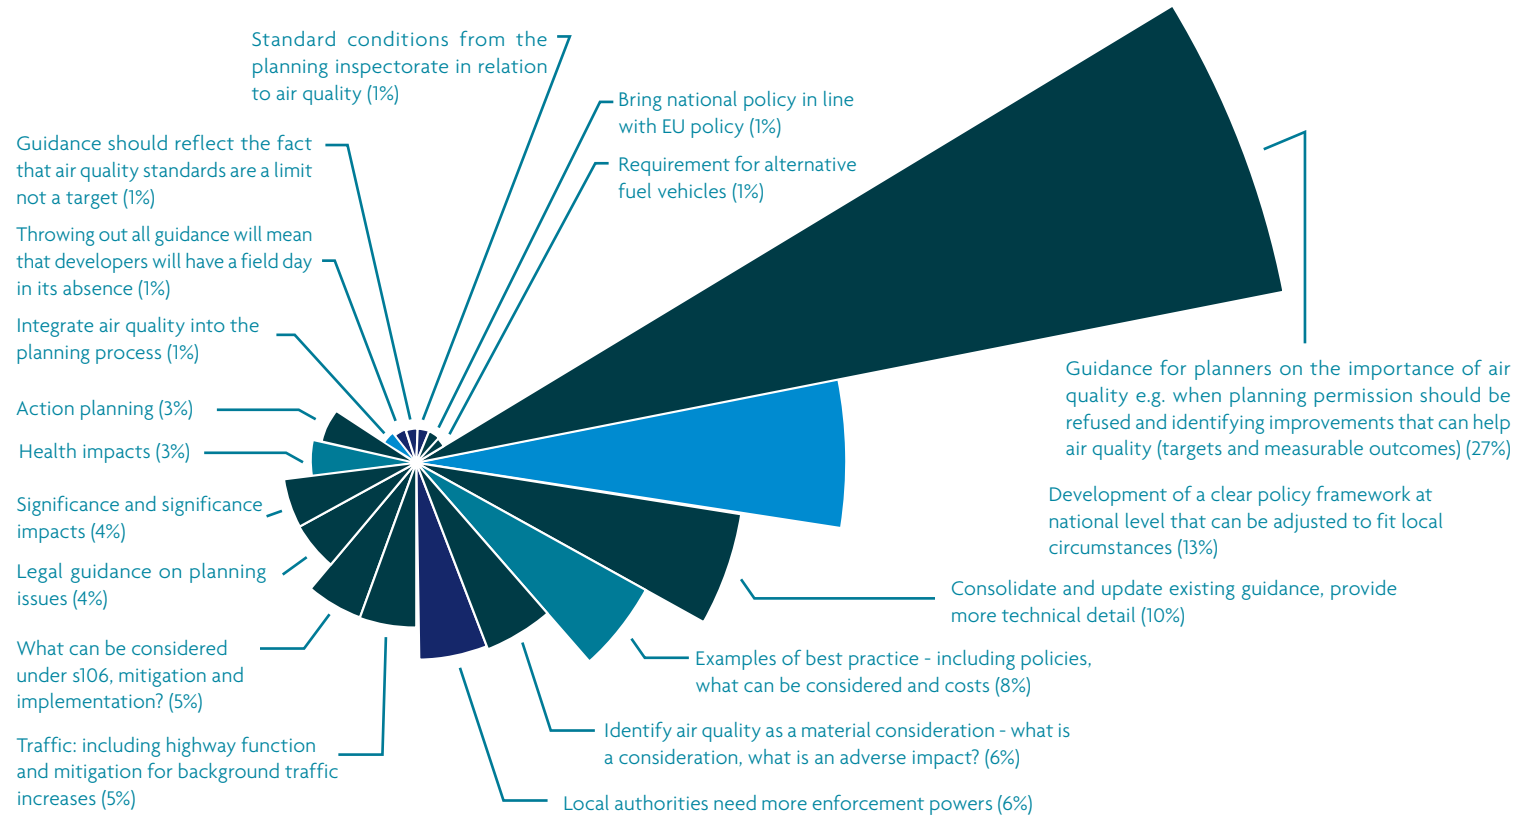 Standard conditions from the
planning inspectorate in relation
to air quality (1%)
Bring national policy in line
with EU policy (1%)
Requirement for alternative
fuel vehicles (1%)
Guidance should reflect the fact
that air quality standards are a limit
not a target (1%)
Throwing out all guidance will mean
that developers will have a field day
in its absence (1%)
Integrate air quality into the
planning process (1%)
Action planning (3%)
Health impacts (3%)
Significance and significance
impacts (4%)
Legal guidance on planning
issues (4%)
What can be considered
under s106, mitigation and
implementation? (5%)
Traffic: including highway function
and mitigation for background traffic
increases (5%)
Guidance for planners on the importance of air
quality e.g. when planning permission should be
refused and identifying improvements that can help
air quality (targets and measurable outcomes) (27%)
Development of a clear policy framework at
national level that can be adjusted to fit local
circumstances (13%)
Consolidate and update existing guidance, provide
more technical detail (10%)
Examples of best practice - including policies,
what can be considered and costs (8%)
Identify air quality as a material consideration - what is
a consideration, what is an adverse impact? (6%)
Local authorities need more enforcement powers (6%)